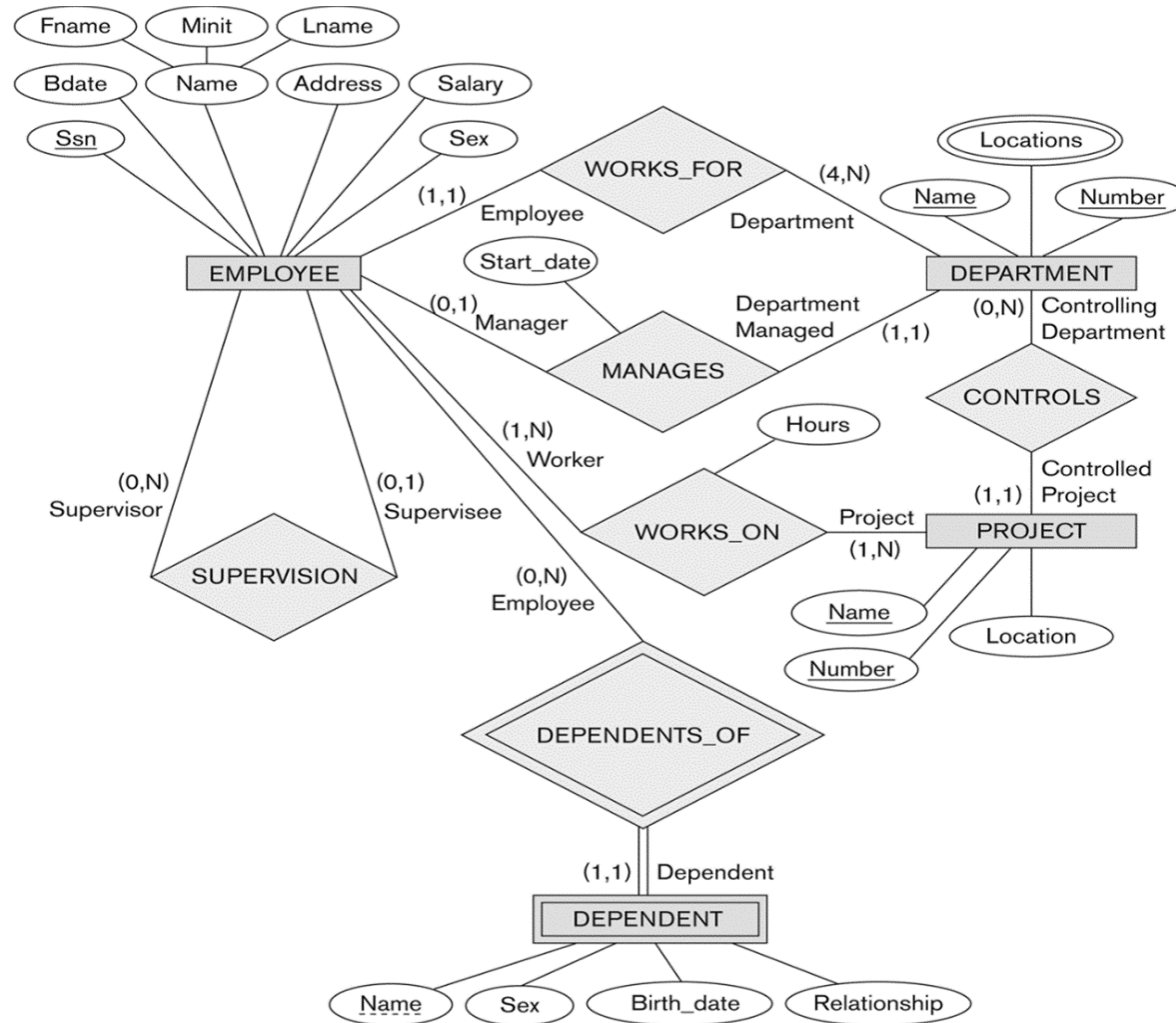 Fname
Minit
Lname
Bdate
Name
Address
Salary
Ssn
Sex
WORKS_FOR
(1,1)
Employee
(4,N)
Department
Locations
Name
Number
EMPLOYEE
Start_date
DEPARTMENT
(0,1)
Manager
Department
Managed
(1,1)
(0,N)
Controlling
Department
MANAGES
CONTROLS
Hours
(1,N)
Worker
(0,N)
Supervisor
(0,1)
Supervisee
Controlled
Project
(1,1)
SUPERVISION
WORKS_ON
Project
(1,N)
PROJECT
(0,N)
Employee
Name
Location
Number
DEPENDENTS_OF
(1,1)
Dependent
DEPENDENT
Name
Sex
Birth_date
Relationship